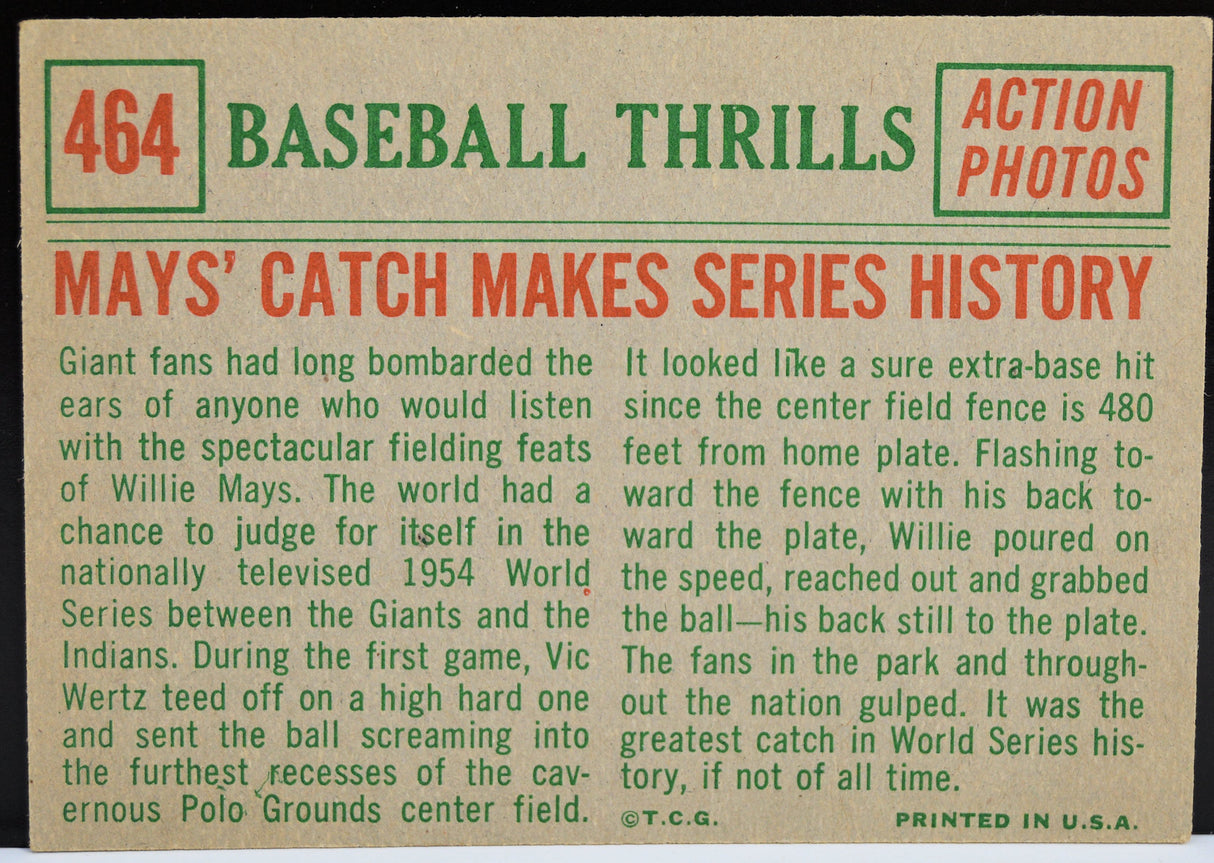 464
BASEBALL THRILLS
ACTION
PHOTOS
MAYS' CATCH MAKES SERIES HISTORY
Giant fans had long bombarded the
ears of anyone who would listen
with the spectacular fielding feats
of Willie Mays. The world had a
chance to judge for itself in the
nationally televised 1954 World
Series between the Giants and the
Indians. During the first game, Vic
Wertz teed off on a high hard one
and sent the ball screaming into
the furthest recesses of the cav-
ernous Polo Grounds center field.
It looked like a sure extra-base hit
since the center field fence is 480
feet from home plate. Flashing to-
ward the fence with his back to-
ward the plate, Willie poured on
the speed, reached out and grabbed
the ball—his back still to the plate.
The fans in the park and through-
out the nation gulped. It was the
greatest catch in World Series his-
tory, if not of all time.
©T.C.G.
PRINTED IN U.S.A.